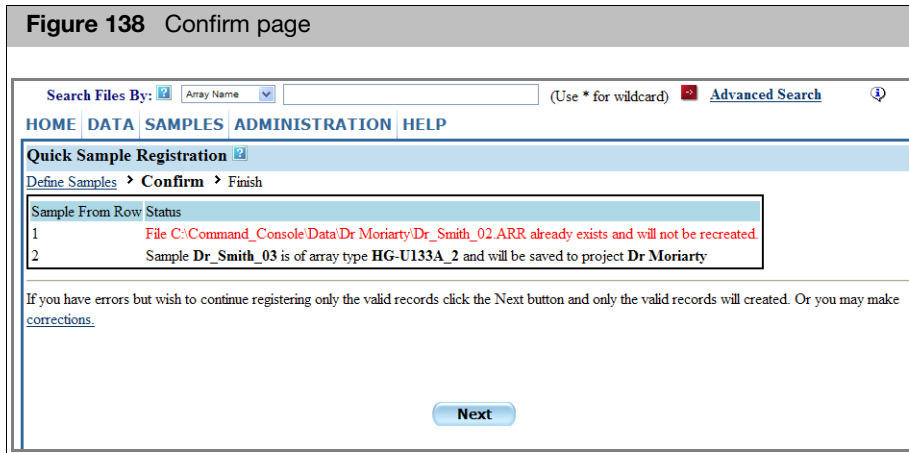 Figure 138 Confirm page
Search Files By: ? Array Name (Use * for wildcard) Advanced Search
HOME DATA SAMPLES ADMINISTRATION HELP
Quick Sample Registration ?
Define Samples > Confirm > Finish
Sample From Row Status
1 File C:\Command_Console\Data\Dr Moriarty\Dr_Smith_02.ARR already exists and will not be recreated.
2 Sample Dr_Smith_03 is of array type HG-U133A_2 and will be saved to project Dr Moriarty
If you have errors but wish to continue registering only the valid records click the Next button and only the valid records will created. Or you may make
corrections.
Next